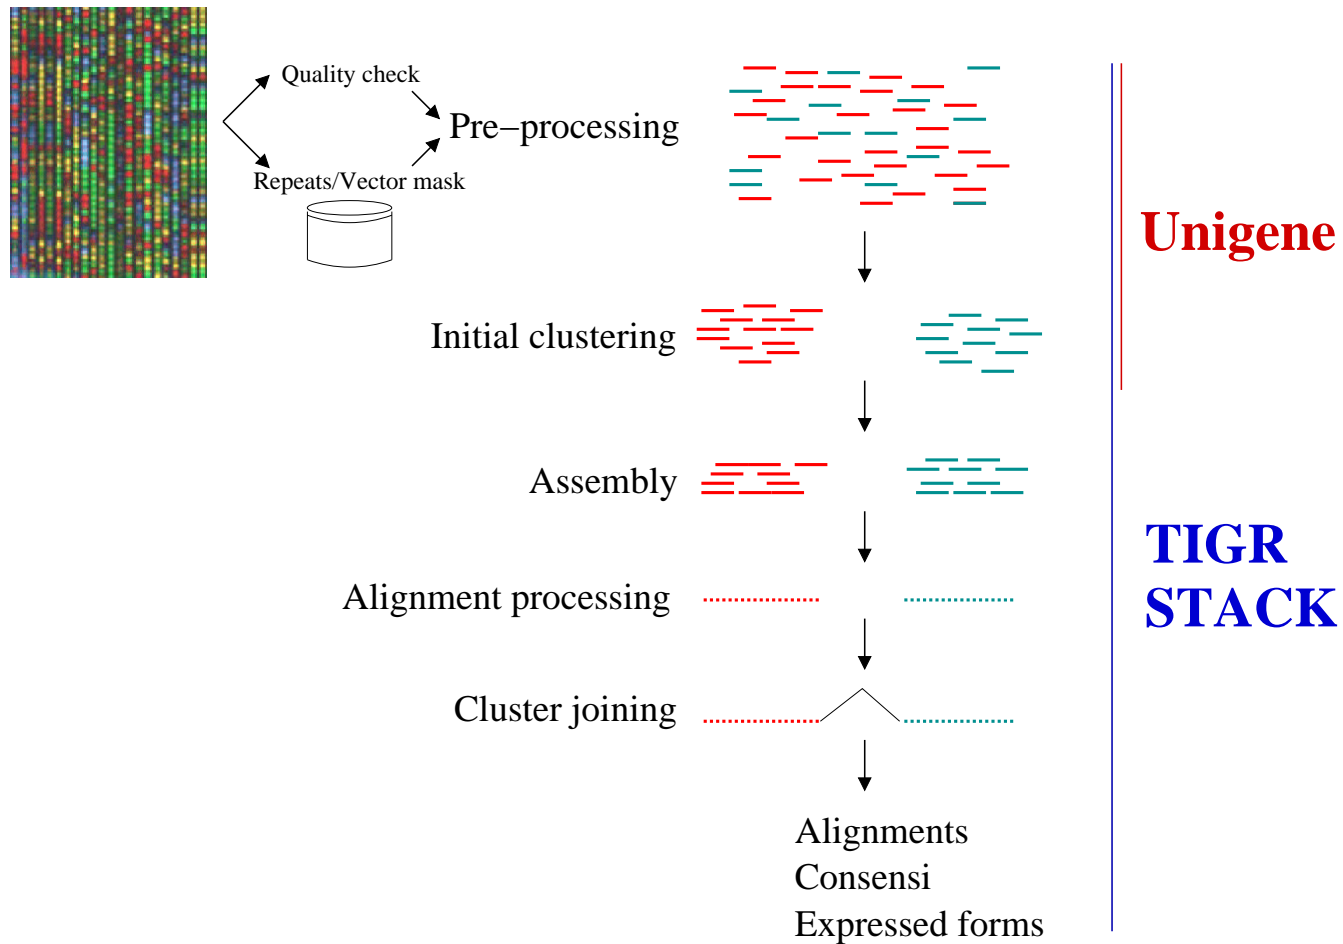 Quality check
Pre−processing
Repeats/Vector mask
Unigene
Initial clustering
Assembly
TIGR
STACK
Alignment processing
Cluster joining
Alignments
Consensi
Expressed forms